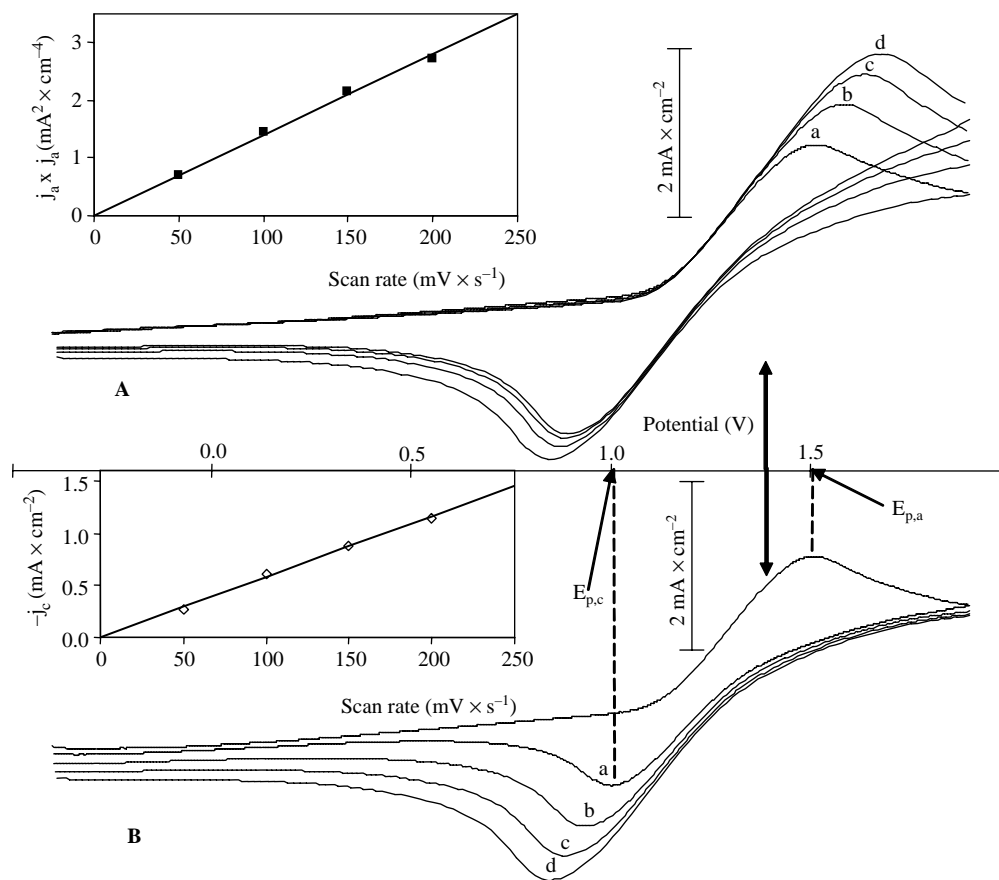 3
2
1
0
j_a x j_a (mA² × cm⁻⁴)
0 50 100 150 200 250
Scan rate (mV × s⁻¹)
2 mA × cm⁻²
d
c
b
a
A
Potential (V)
0.0 0.5 1.0 1.5
E_p,a
E_p,c
1.5
1.0
0.5
0.0
−j_c (mA × cm⁻²)
0 50 100 150 200 250
Scan rate (mV × s⁻¹)
2 mA × cm⁻²
a
b
c
d
B